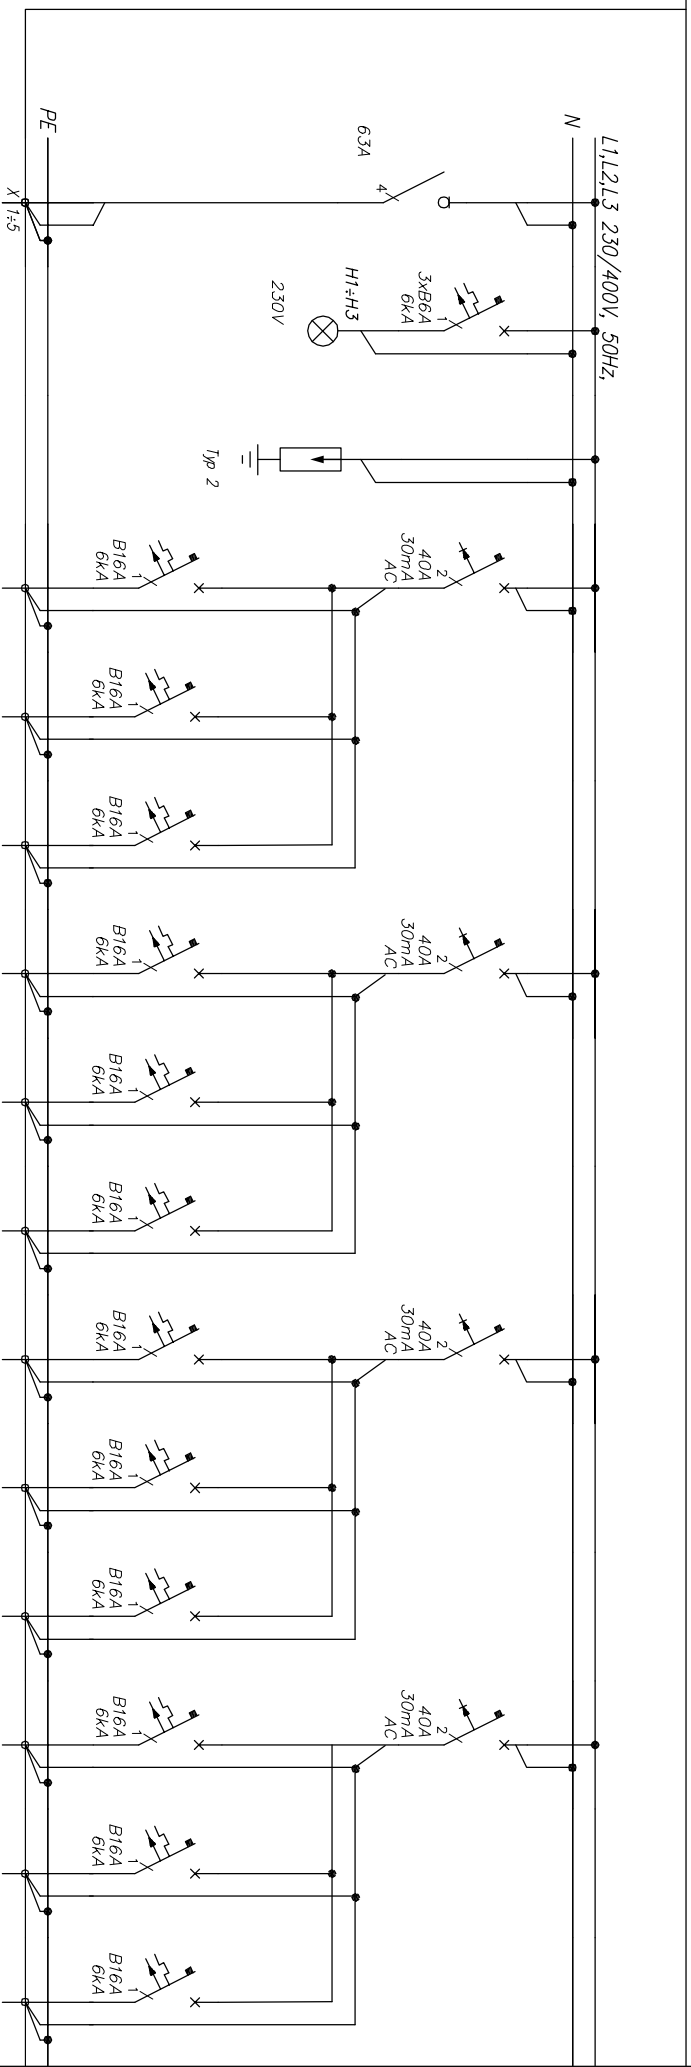 L1,L2,L3 230/400V, 50Hz,
N
4
63A
PE
X 1÷5
1
3xB6A
6kA
H1÷H3
230V
Typ 2
2
40A
30mA
AC
1
B16A
6kA
1
B16A
6kA
1
B16A
6kA
2
40A
30mA
AC
1
B16A
6kA
1
B16A
6kA
1
B16A
6kA
2
40A
30mA
AC
1
B16A
6kA
1
B16A
6kA
1
B16A
6kA
2
40A
30mA
AC
1
B16A
6kA
1
B16A
6kA
1
B16A
6kA